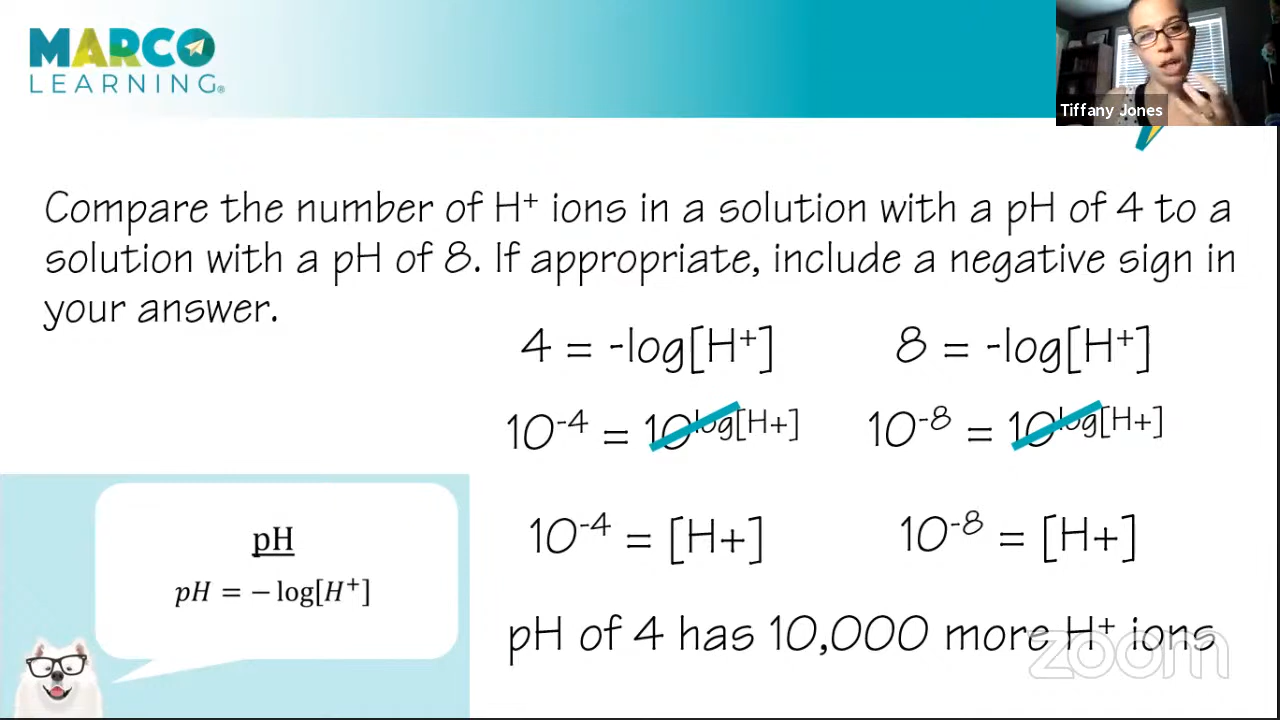 MARCO
LEARNING®
Tiffany Jones
Compare the number of H⁺ ions in a solution with a pH of 4 to a
solution with a pH of 8. If appropriate, include a negative sign in
your answer.
4 = -log[H⁺]
8 = -log[H⁺]
10⁻⁴ = 10^log[H+]
10⁻⁸ = 10^log[H+]
10⁻⁴ = [H+]
10⁻⁸ = [H+]
pH of 4 has 10,000 more H⁺ ions
pH
pH = − log[H⁺]
zoom